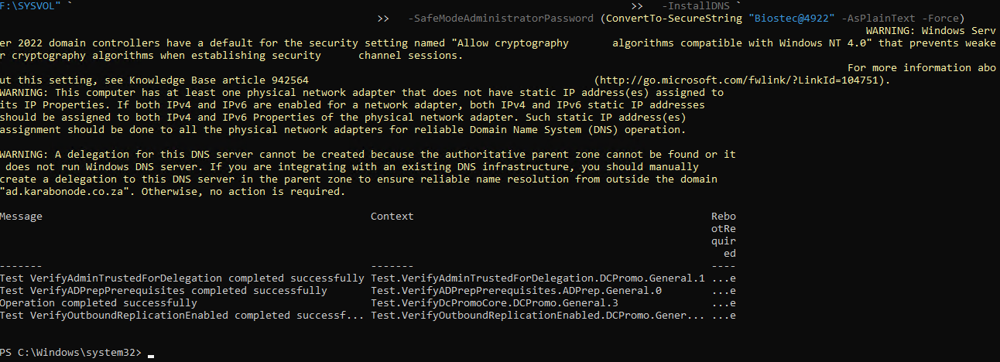 F:\SYSVOL" ` >> -InstallDNS `
>> -SafeModeAdministratorPassword (ConvertTo-SecureString "Biostec@4922" -AsPlainText -Force)
WARNING: Windows Serv
er 2022 domain controllers have a default for the security setting named "Allow cryptography algorithms compatible with Windows NT 4.0" that prevents weake
r cryptography algorithms when establishing security channel sessions.
For more information abo
ut this setting, see Knowledge Base article 942564 (http://go.microsoft.com/fwlink/?LinkId=104751).
WARNING: This computer has at least one physical network adapter that does not have static IP address(es) assigned to
its IP Properties. If both IPv4 and IPv6 are enabled for a network adapter, both IPv4 and IPv6 static IP addresses
should be assigned to both IPv4 and IPv6 Properties of the physical network adapter. Such static IP address(es)
assignment should be done to all the physical network adapters for reliable Domain Name System (DNS) operation.
WARNING: A delegation for this DNS server cannot be created because the authoritative parent zone cannot be found or it
does not run Windows DNS server. If you are integrating with an existing DNS infrastructure, you should manually
create a delegation to this DNS server in the parent zone to ensure reliable name resolution from outside the domain
"ad.karabonode.co.za". Otherwise, no action is required.
Message Context Rebo
otRe
quir
ed
------- ------- ----
Test VerifyAdminTrustedForDelegation completed successfully Test.VerifyAdminTrustedForDelegation.DCPromo.General.1 ...e
Test VerifyADPrepPrerequisites completed successfully Test.VerifyADPrepPrerequisites.ADPrep.General.0 ...e
Operation completed successfully Test.VerifyDcPromoCore.DCPromo.General.3 ...e
Test VerifyOutboundReplicationEnabled completed successf... Test.VerifyOutboundReplicationEnabled.DCPromo.Gener... ...e
PS C:\Windows\system32> _